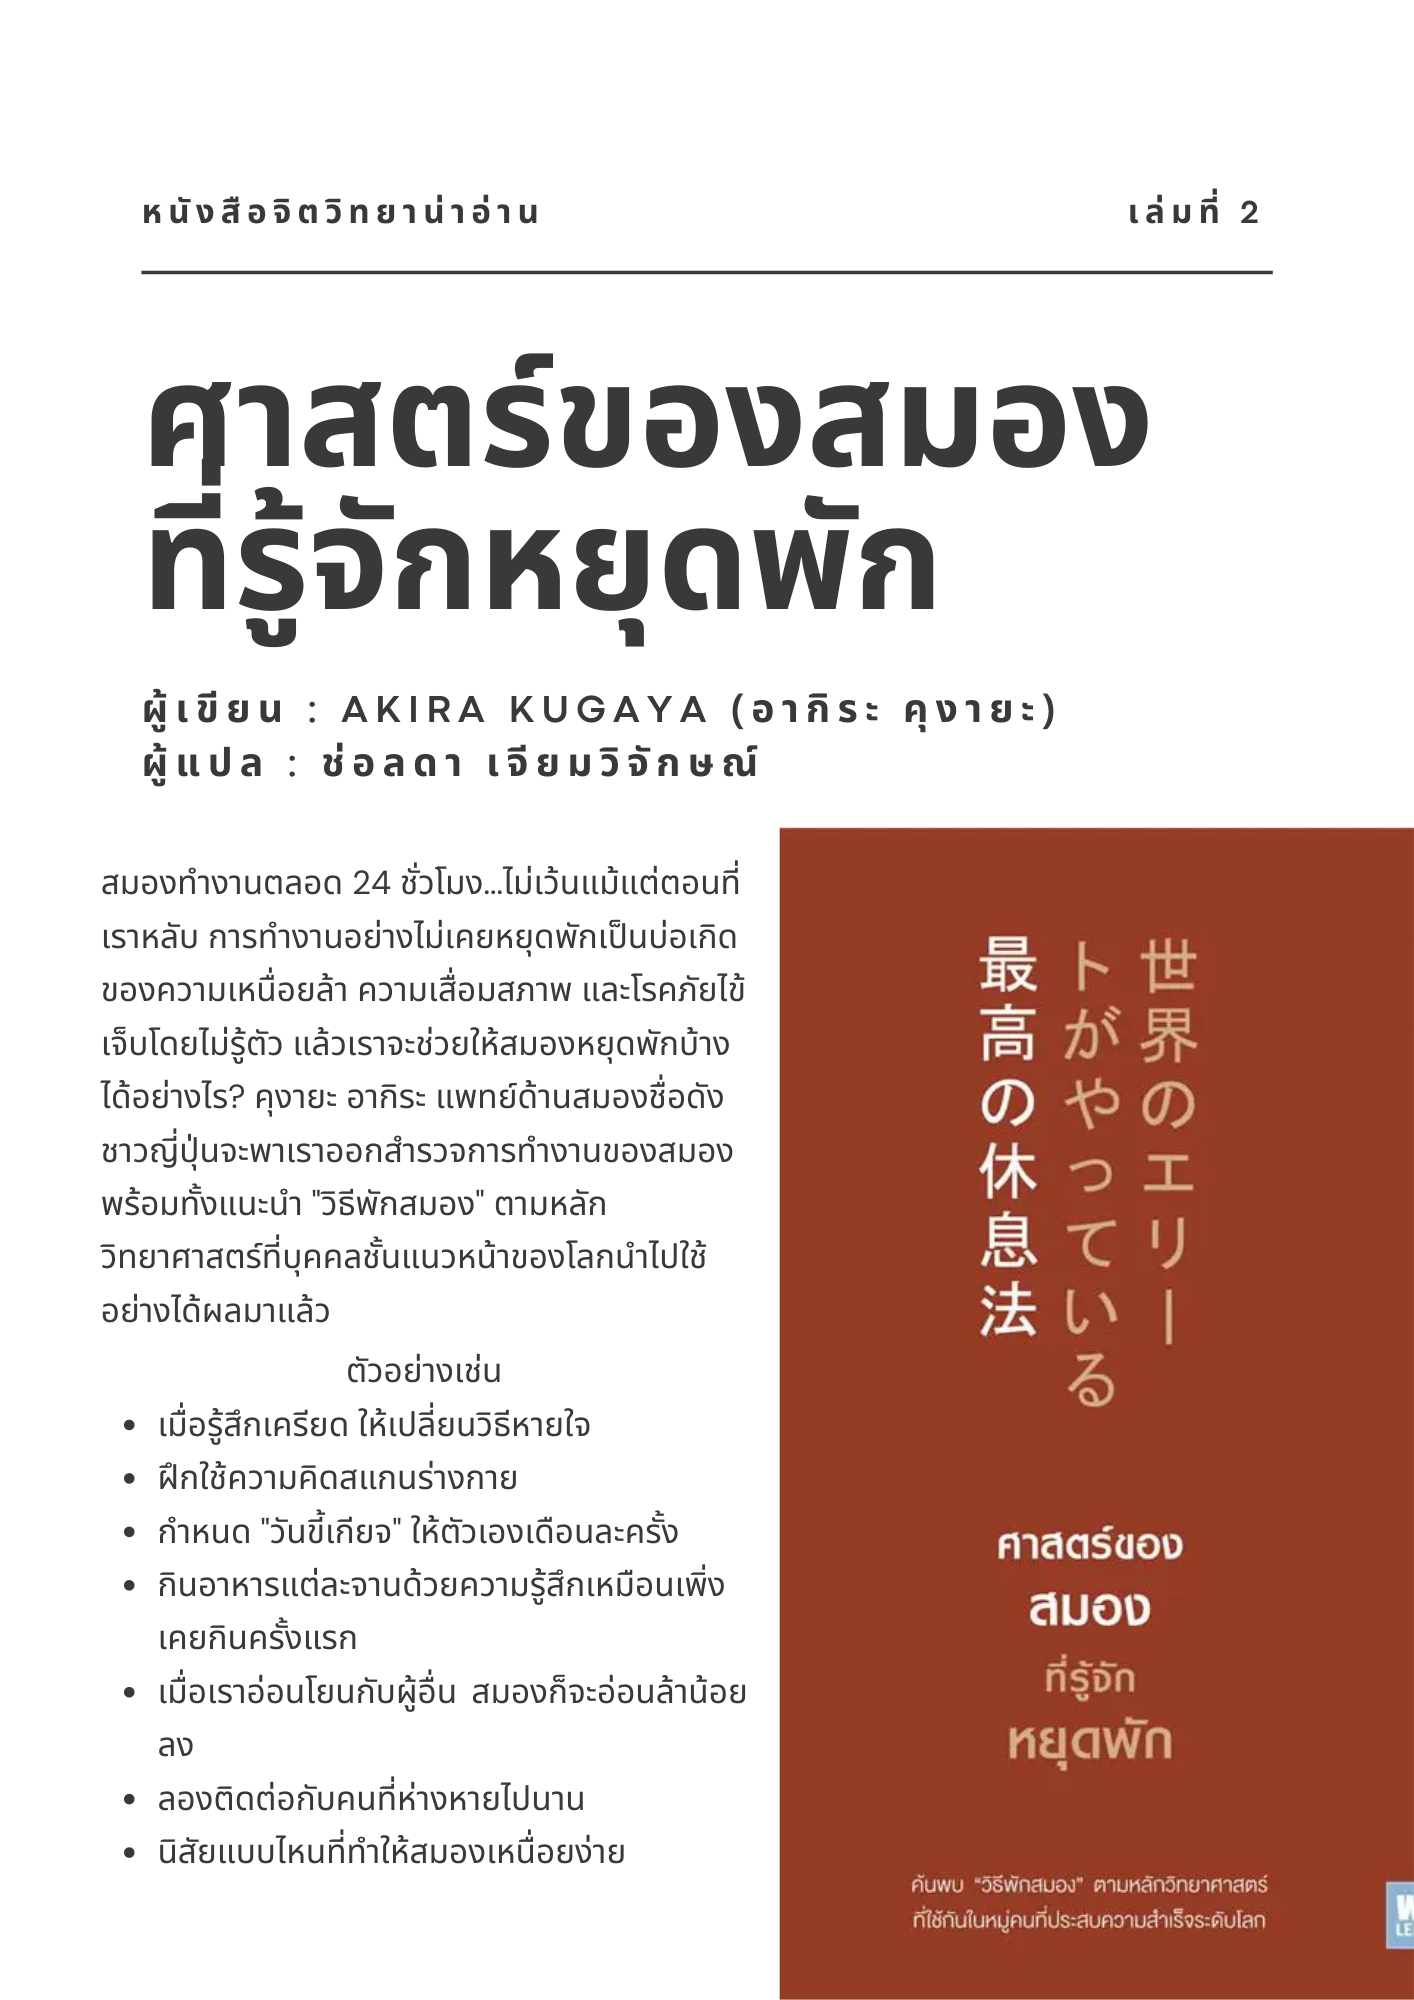 หนังสือจิตวิทยาน่าอ่าน
เล่มที่ 2
ศาสตร์ของสมอง
ที่รู้จักหยุดพัก
ผู้เขียน : AKIRA KUGAYA (อากิระ คุงายะ)
ผู้แปล : ช่อลดา เจียมวิจักษณ์
สมองทำงานตลอด 24 ชั่วโมง...ไม่เว้นแม้แต่ตอนที่
เราหลับ การทำงานอย่างไม่เคยหยุดพักเป็นบ่อเกิด
ของความเหนื่อยล้า ความเสื่อมสภาพ และโรคภัยไข้
เจ็บโดยไม่รู้ตัว แล้วเราจะช่วยให้สมองหยุดพักบ้าง
ได้อย่างไร? คุงายะ อากิระ แพทย์ด้านสมองชื่อดัง
ชาวญี่ปุ่นจะพาเราออกสำรวจการทำงานของสมอง
พร้อมทั้งแนะนำ "วิธีพักสมอง" ตามหลัก
วิทยาศาสตร์ที่บุคคลชั้นแนวหน้าของโลกนำไปใช้
อย่างได้ผลมาแล้ว
ตัวอย่างเช่น
• เมื่อรู้สึกเครียด ให้เปลี่ยนวิธีหายใจ
• ฝึกใช้ความคิดสแกนร่างกาย
• กำหนด "วันขี้เกียจ" ให้ตัวเองเดือนละครั้ง
• กินอาหารแต่ละจานด้วยความรู้สึกเหมือนเพิ่ง
เคยกินครั้งแรก
• เมื่อเราอ่อนโยนกับผู้อื่น สมองก็จะอ่อนล้าน้อย
ลง
• ลองติดต่อกับคนที่ห่างหายไปนาน
• นิสัยแบบไหนที่ทำให้สมองเหนื่อยง่าย
世界のエリー
トがやっている
最高の休息法
ศาสตร์ของ
สมอง
ที่รู้จัก
หยุดพัก
ค้นพบ “วิธีพักสมอง” ตามหลักวิทยาศาสตร์
ที่ใช้กันในหมู่คนที่ประสบความสำเร็จระดับโลก